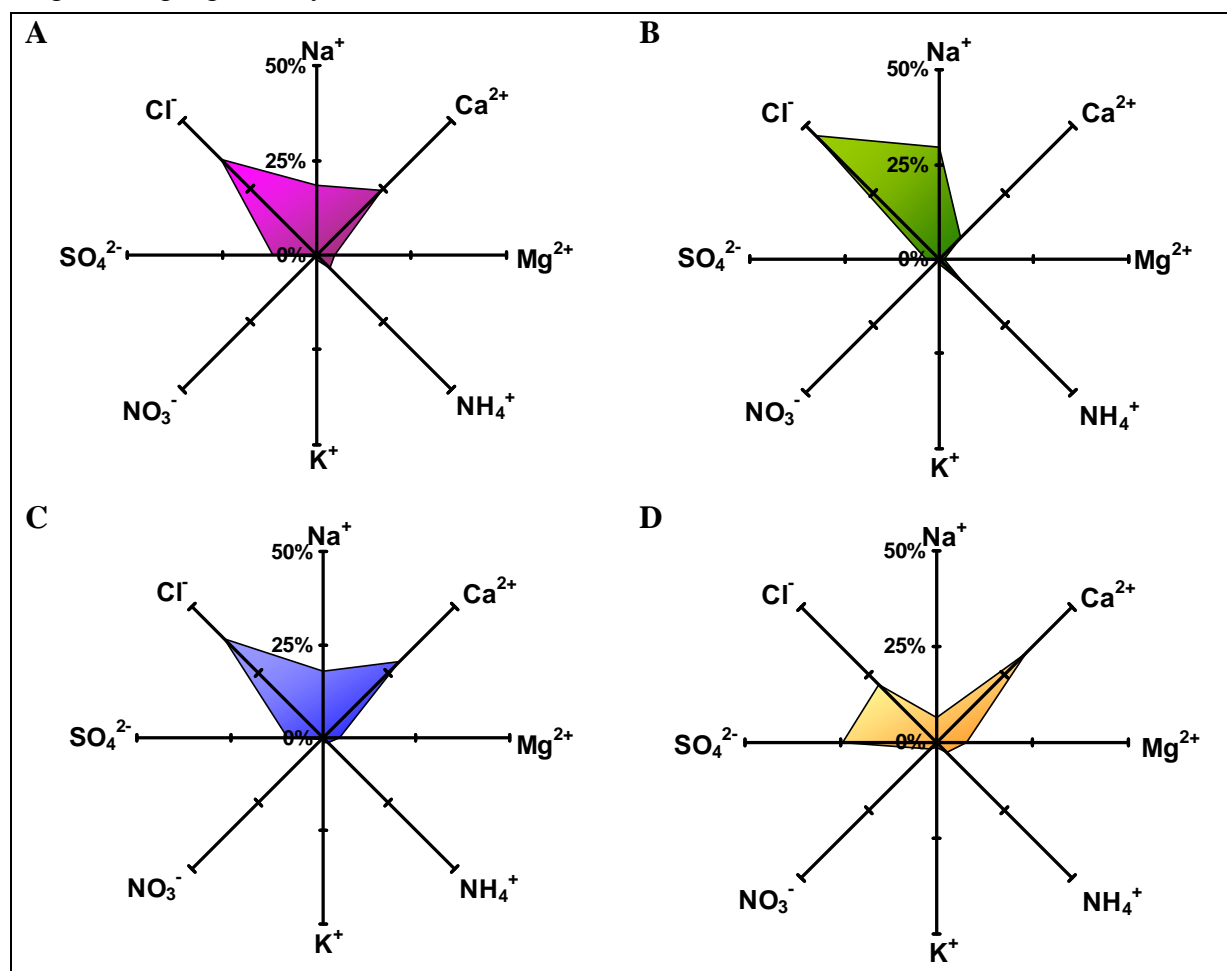 A
Na⁺
50%
Cl⁻
Ca²⁺
25%
SO₄²⁻
0%
Mg²⁺
NO₃⁻
NH₄⁺
K⁺
B
Na⁺
50%
Cl⁻
Ca²⁺
25%
SO₄²⁻
0%
Mg²⁺
NO₃⁻
NH₄⁺
K⁺
C
Na⁺
50%
Cl⁻
Ca²⁺
25%
SO₄²⁻
0%
Mg²⁺
NO₃⁻
NH₄⁺
K⁺
D
Na⁺
50%
Cl⁻
Ca²⁺
25%
SO₄²⁻
0%
Mg²⁺
NO₃⁻
NH₄⁺
K⁺